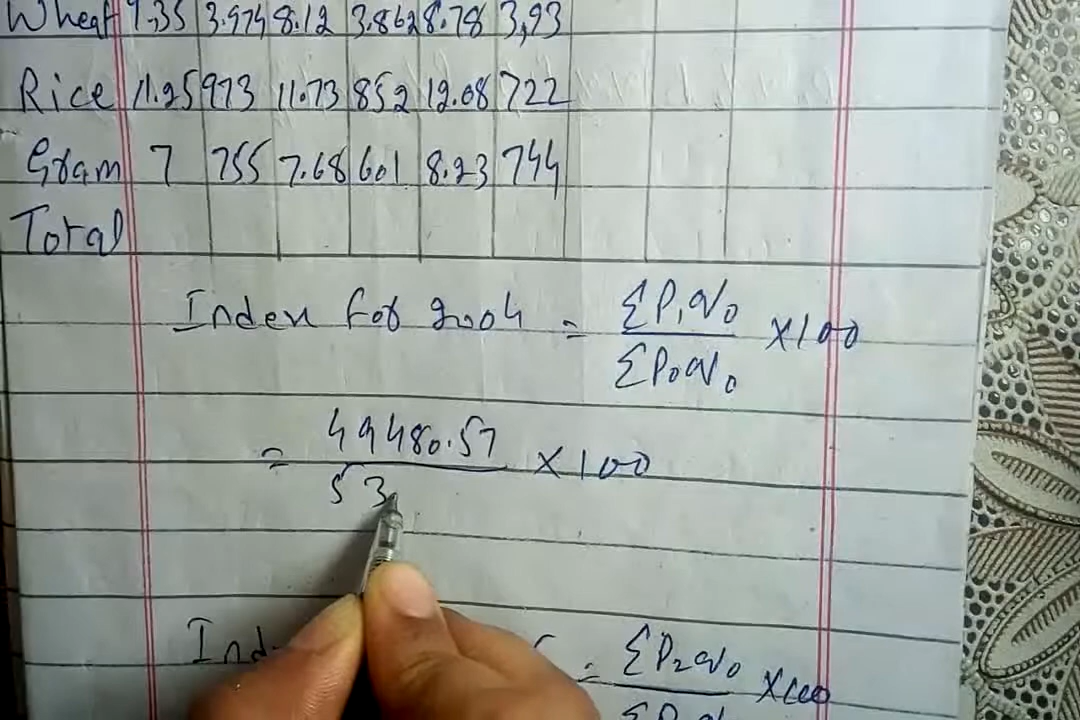 Wheat 9.35 3.974 8.12 3.862 8.78 3,93
Rice 11.25 973 11.73 852 12.08 722
Gram 7 755 7.68 601 8.23 744
Total
Index for 2004 = ΣP₁q₀ / ΣP₀q₀ ×100
= 49480.57 / 53 ×100
= ΣP₂q₀ ×100